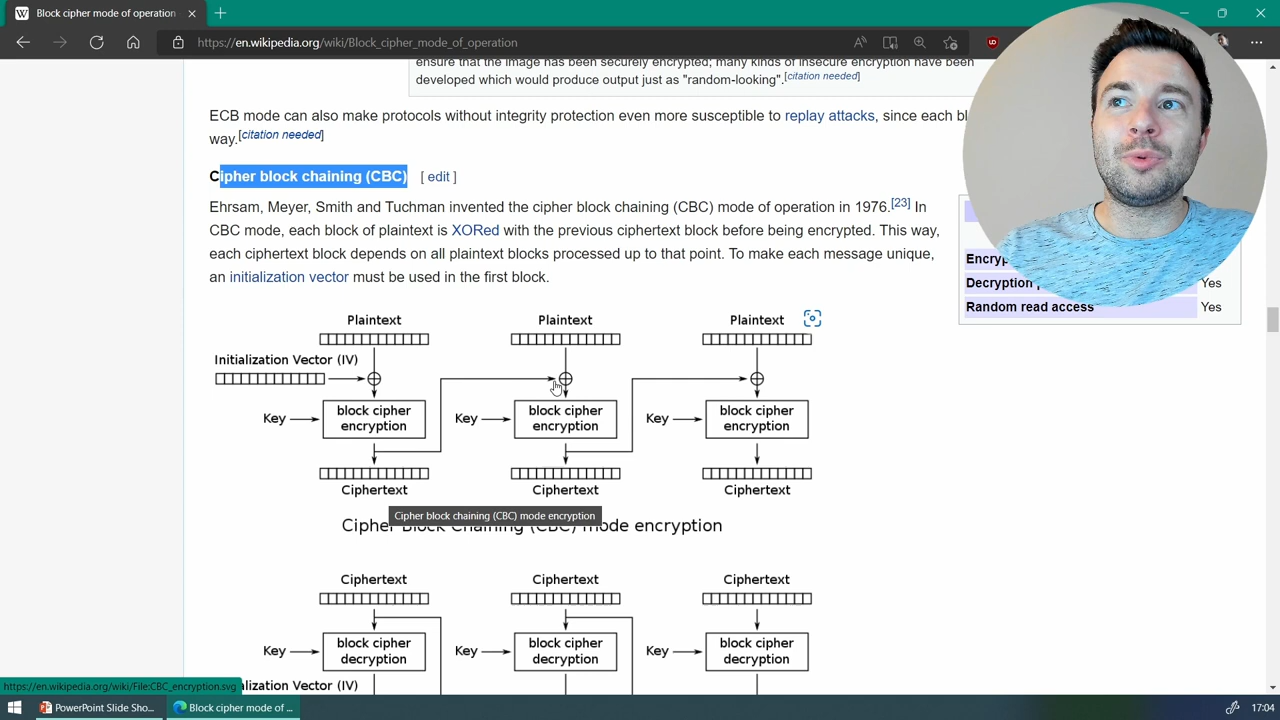 Block cipher mode of operation
https://en.wikipedia.org/wiki/Block_cipher_mode_of_operation
ensure that the image has been securely encrypted; many kinds of insecure encryption have been
developed which would produce output just as "random-looking".[citation needed]
ECB mode can also make protocols without integrity protection even more susceptible to replay attacks, since each bl
way.[citation needed]
Cipher block chaining (CBC) [ edit ]
Ehrsam, Meyer, Smith and Tuchman invented the cipher block chaining (CBC) mode of operation in 1976.[23] In
CBC mode, each block of plaintext is XORed with the previous ciphertext block before being encrypted. This way,
each ciphertext block depends on all plaintext blocks processed up to that point. To make each message unique,
an initialization vector must be used in the first block.
Encryp
Decryption Yes
Random read access Yes
Plaintext Plaintext Plaintext
Initialization Vector (IV)
Key block cipher encryption Key block cipher encryption Key block cipher encryption
Ciphertext Ciphertext Ciphertext
Cipher block chaining (CBC) mode encryption
Cipher Block Chaining (CBC) mode encryption
Ciphertext Ciphertext Ciphertext
Key block cipher decryption Key block cipher decryption Key block cipher decryption
ialization Vector (IV)
https://en.wikipedia.org/wiki/File:CBC_encryption.svg
PowerPoint Slide Sho... Block cipher mode of ... 17:04